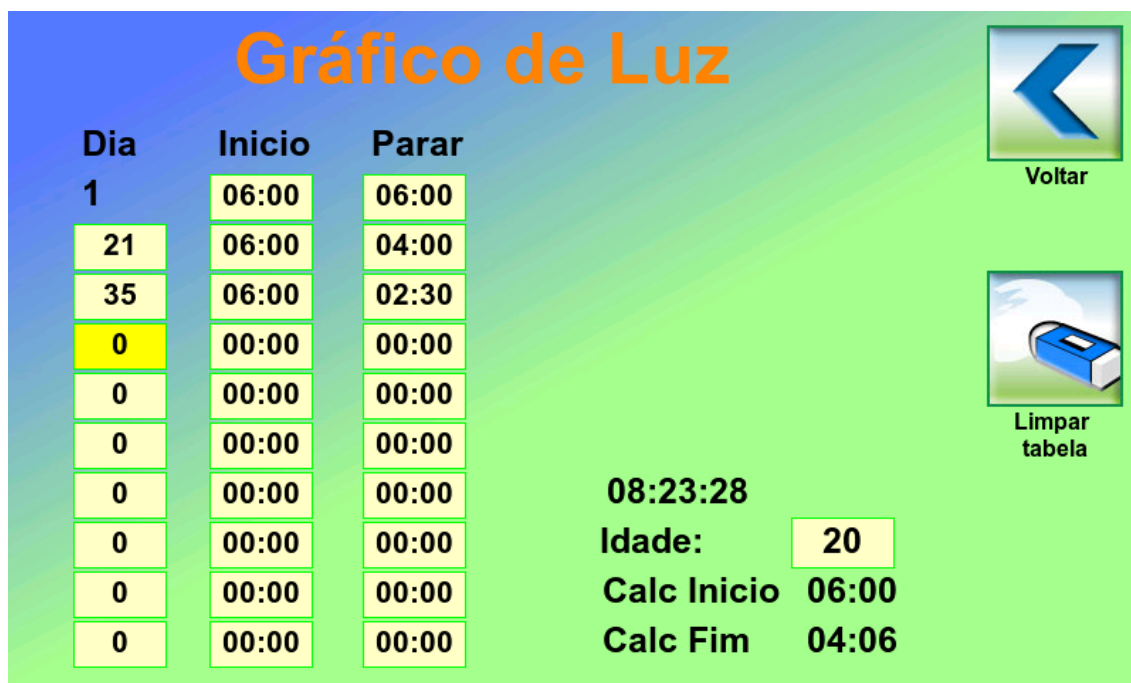 Gráfico de Luz
Dia Inicio Parar
1 06:00 06:00
21 06:00 04:00
35 06:00 02:30
0 00:00 00:00
0 00:00 00:00
0 00:00 00:00
0 00:00 00:00
0 00:00 00:00
0 00:00 00:00
0 00:00 00:00
08:23:28
Idade: 20
Calc Inicio 06:00
Calc Fim 04:06
Voltar
Limpar
tabela